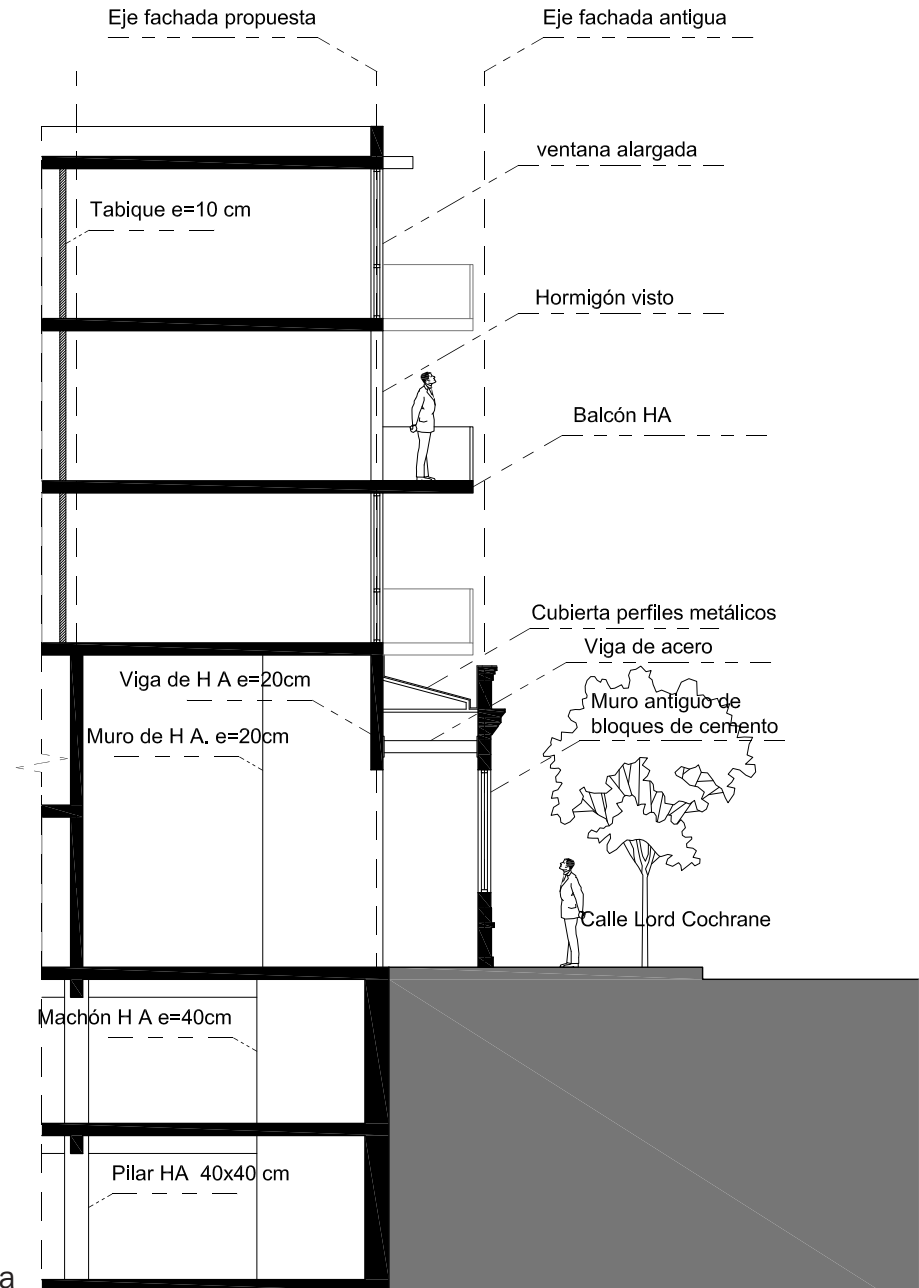 Eje fachada propuesta
Eje fachada antigua
ventana alargada
Tabique e=10 cm
Hormigón visto
Balcón HA
Cubierta perfiles metálicos
Viga de acero
Viga de H A e=20cm
Muro antiguo de
bloques de cemento
Muro de H A. e=20cm
Calle Lord Cochrane
Machón H A e=40cm
Pilar HA 40x40 cm
a